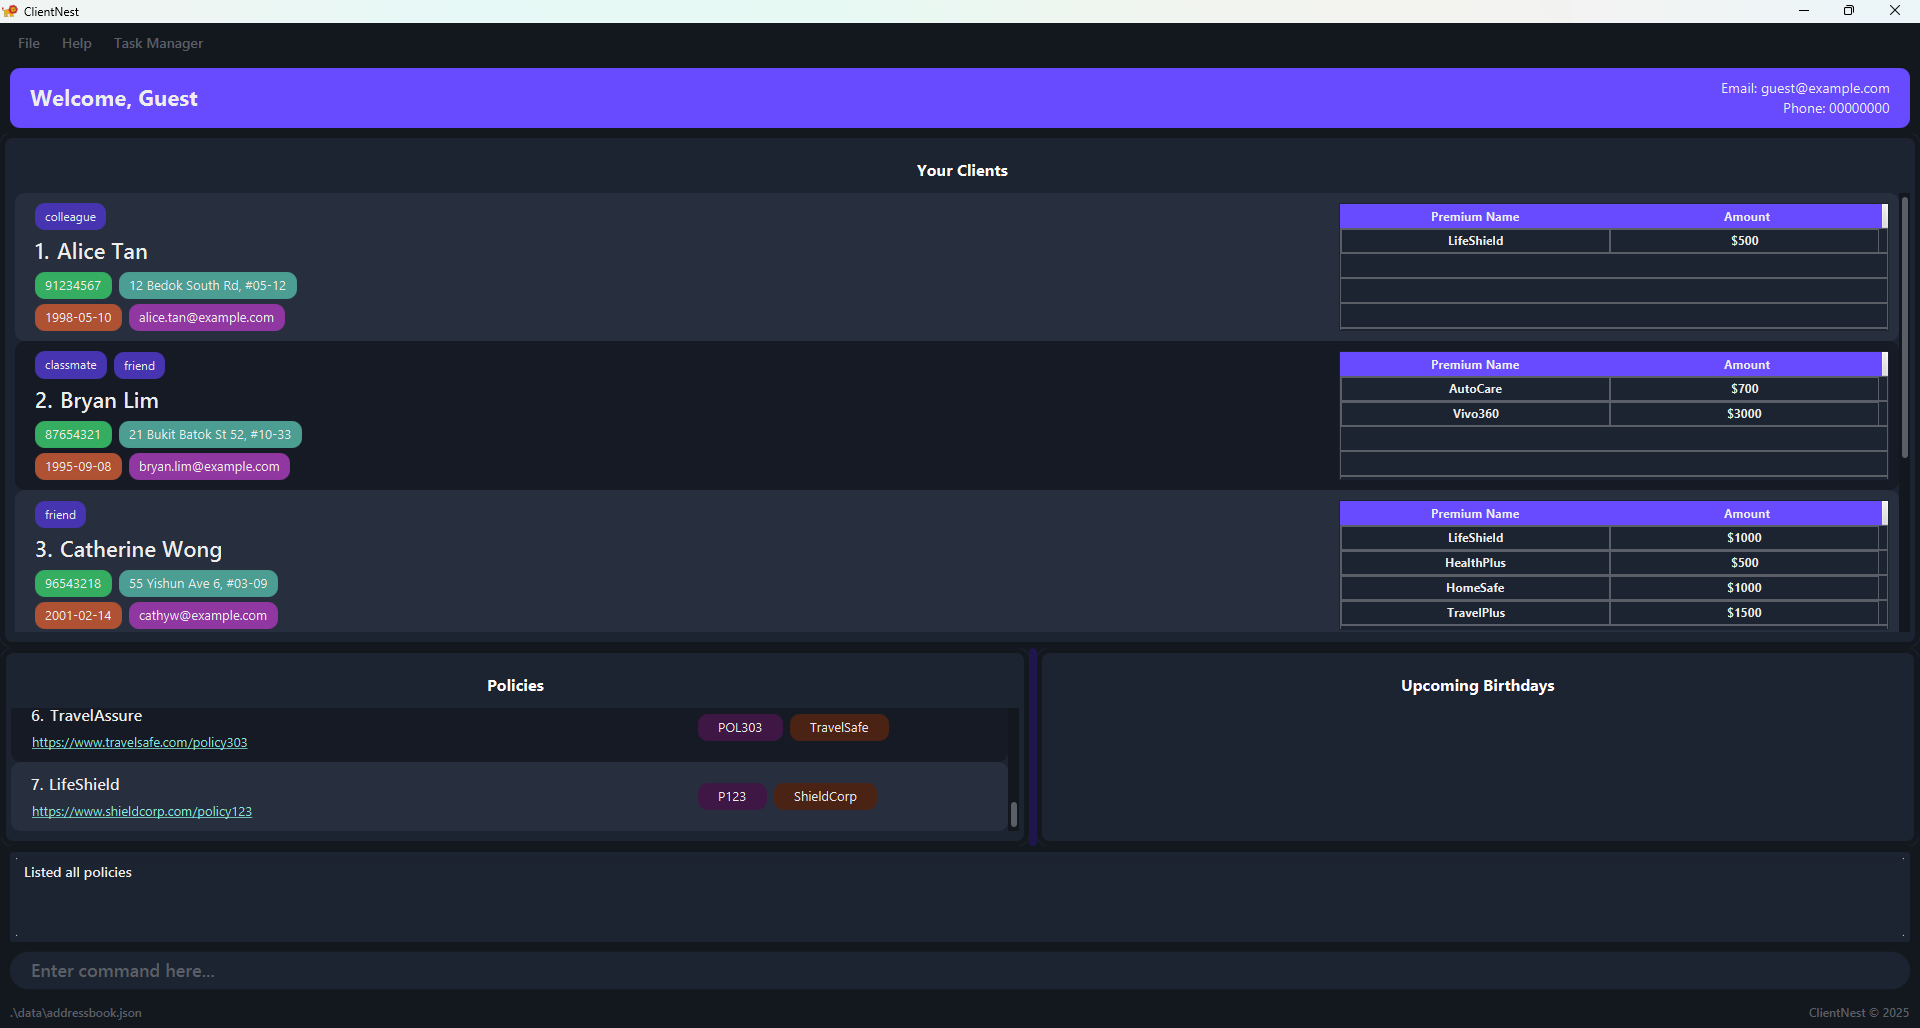 ClientNest
File Help Task Manager
Welcome, Guest
Email: guest@example.com
Phone: 00000000
Your Clients
colleague
1. Alice Tan
91234567 12 Bedok South Rd, #05-12
1998-05-10 alice.tan@example.com
Premium Name Amount
LifeShield $500
classmate friend
2. Bryan Lim
87654321 21 Bukit Batok St 52, #10-33
1995-09-08 bryan.lim@example.com
Premium Name Amount
AutoCare $700
Vivo360 $3000
friend
3. Catherine Wong
96543218 55 Yishun Ave 6, #03-09
2001-02-14 cathyw@example.com
Premium Name Amount
LifeShield $1000
HealthPlus $500
HomeSafe $1000
TravelPlus $1500
Policies
6. TravelAssure
https://www.travelsafe.com/policy303
POL303 TravelSafe
7. LifeShield
https://www.shieldcorp.com/policy123
P123 ShieldCorp
Upcoming Birthdays
Listed all policies
Enter command here...
.\data\addressbook.json
ClientNest © 2025